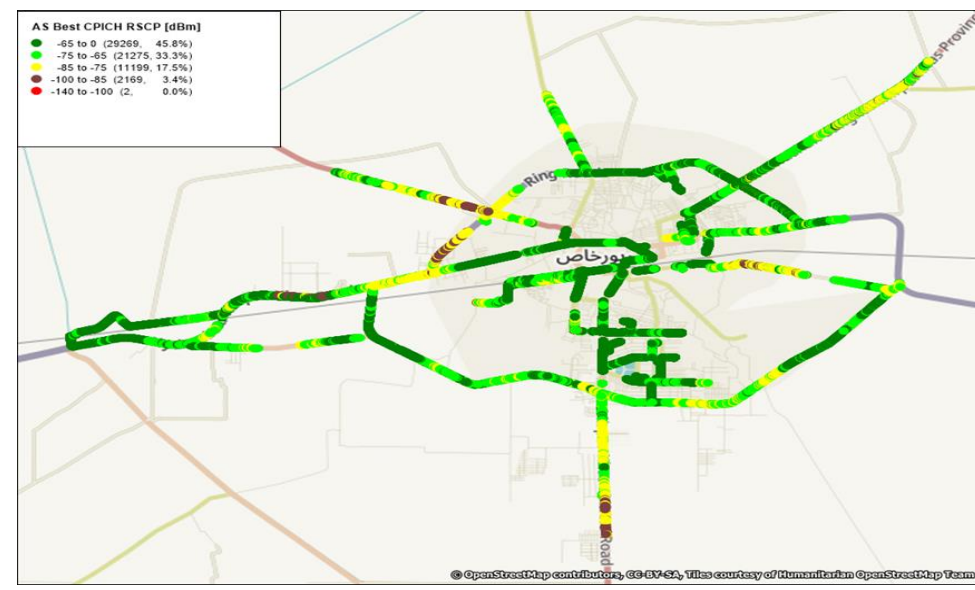 AS Best CPICH RSCP [dBm]
-65 to 0 (29269, 45.8%)
-75 to -65 (21275, 33.3%)
-85 to -75 (11199, 17.5%)
-100 to -85 (2169, 3.4%)
-140 to -100 (2, 0.0%)
Ring
پورخاص
Road
© OpenStreetMap contributors, CC-BY-SA, Tiles courtesy of Humanitarian OpenStreetMap Team